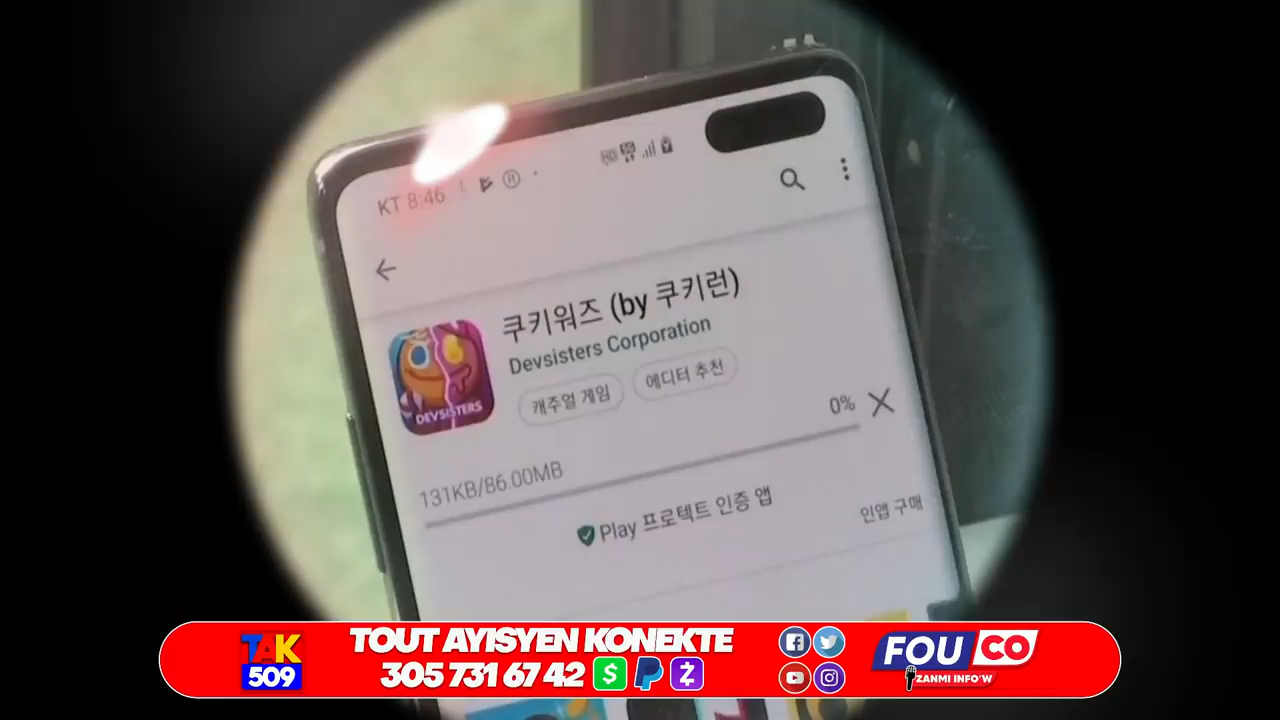 KT 8:46
쿠키워즈 (by 쿠키런)
Devsisters Corporation
캐주얼 게임
에디터 추천
DEVSISTERS
0%
131KB/86.00MB
Play 프로텍트 인증 앱
인앱 구매
TAK
509
TOUT AYISYEN KONEKTE
305 731 67 42
FOUCO
ZANMI INFO'W